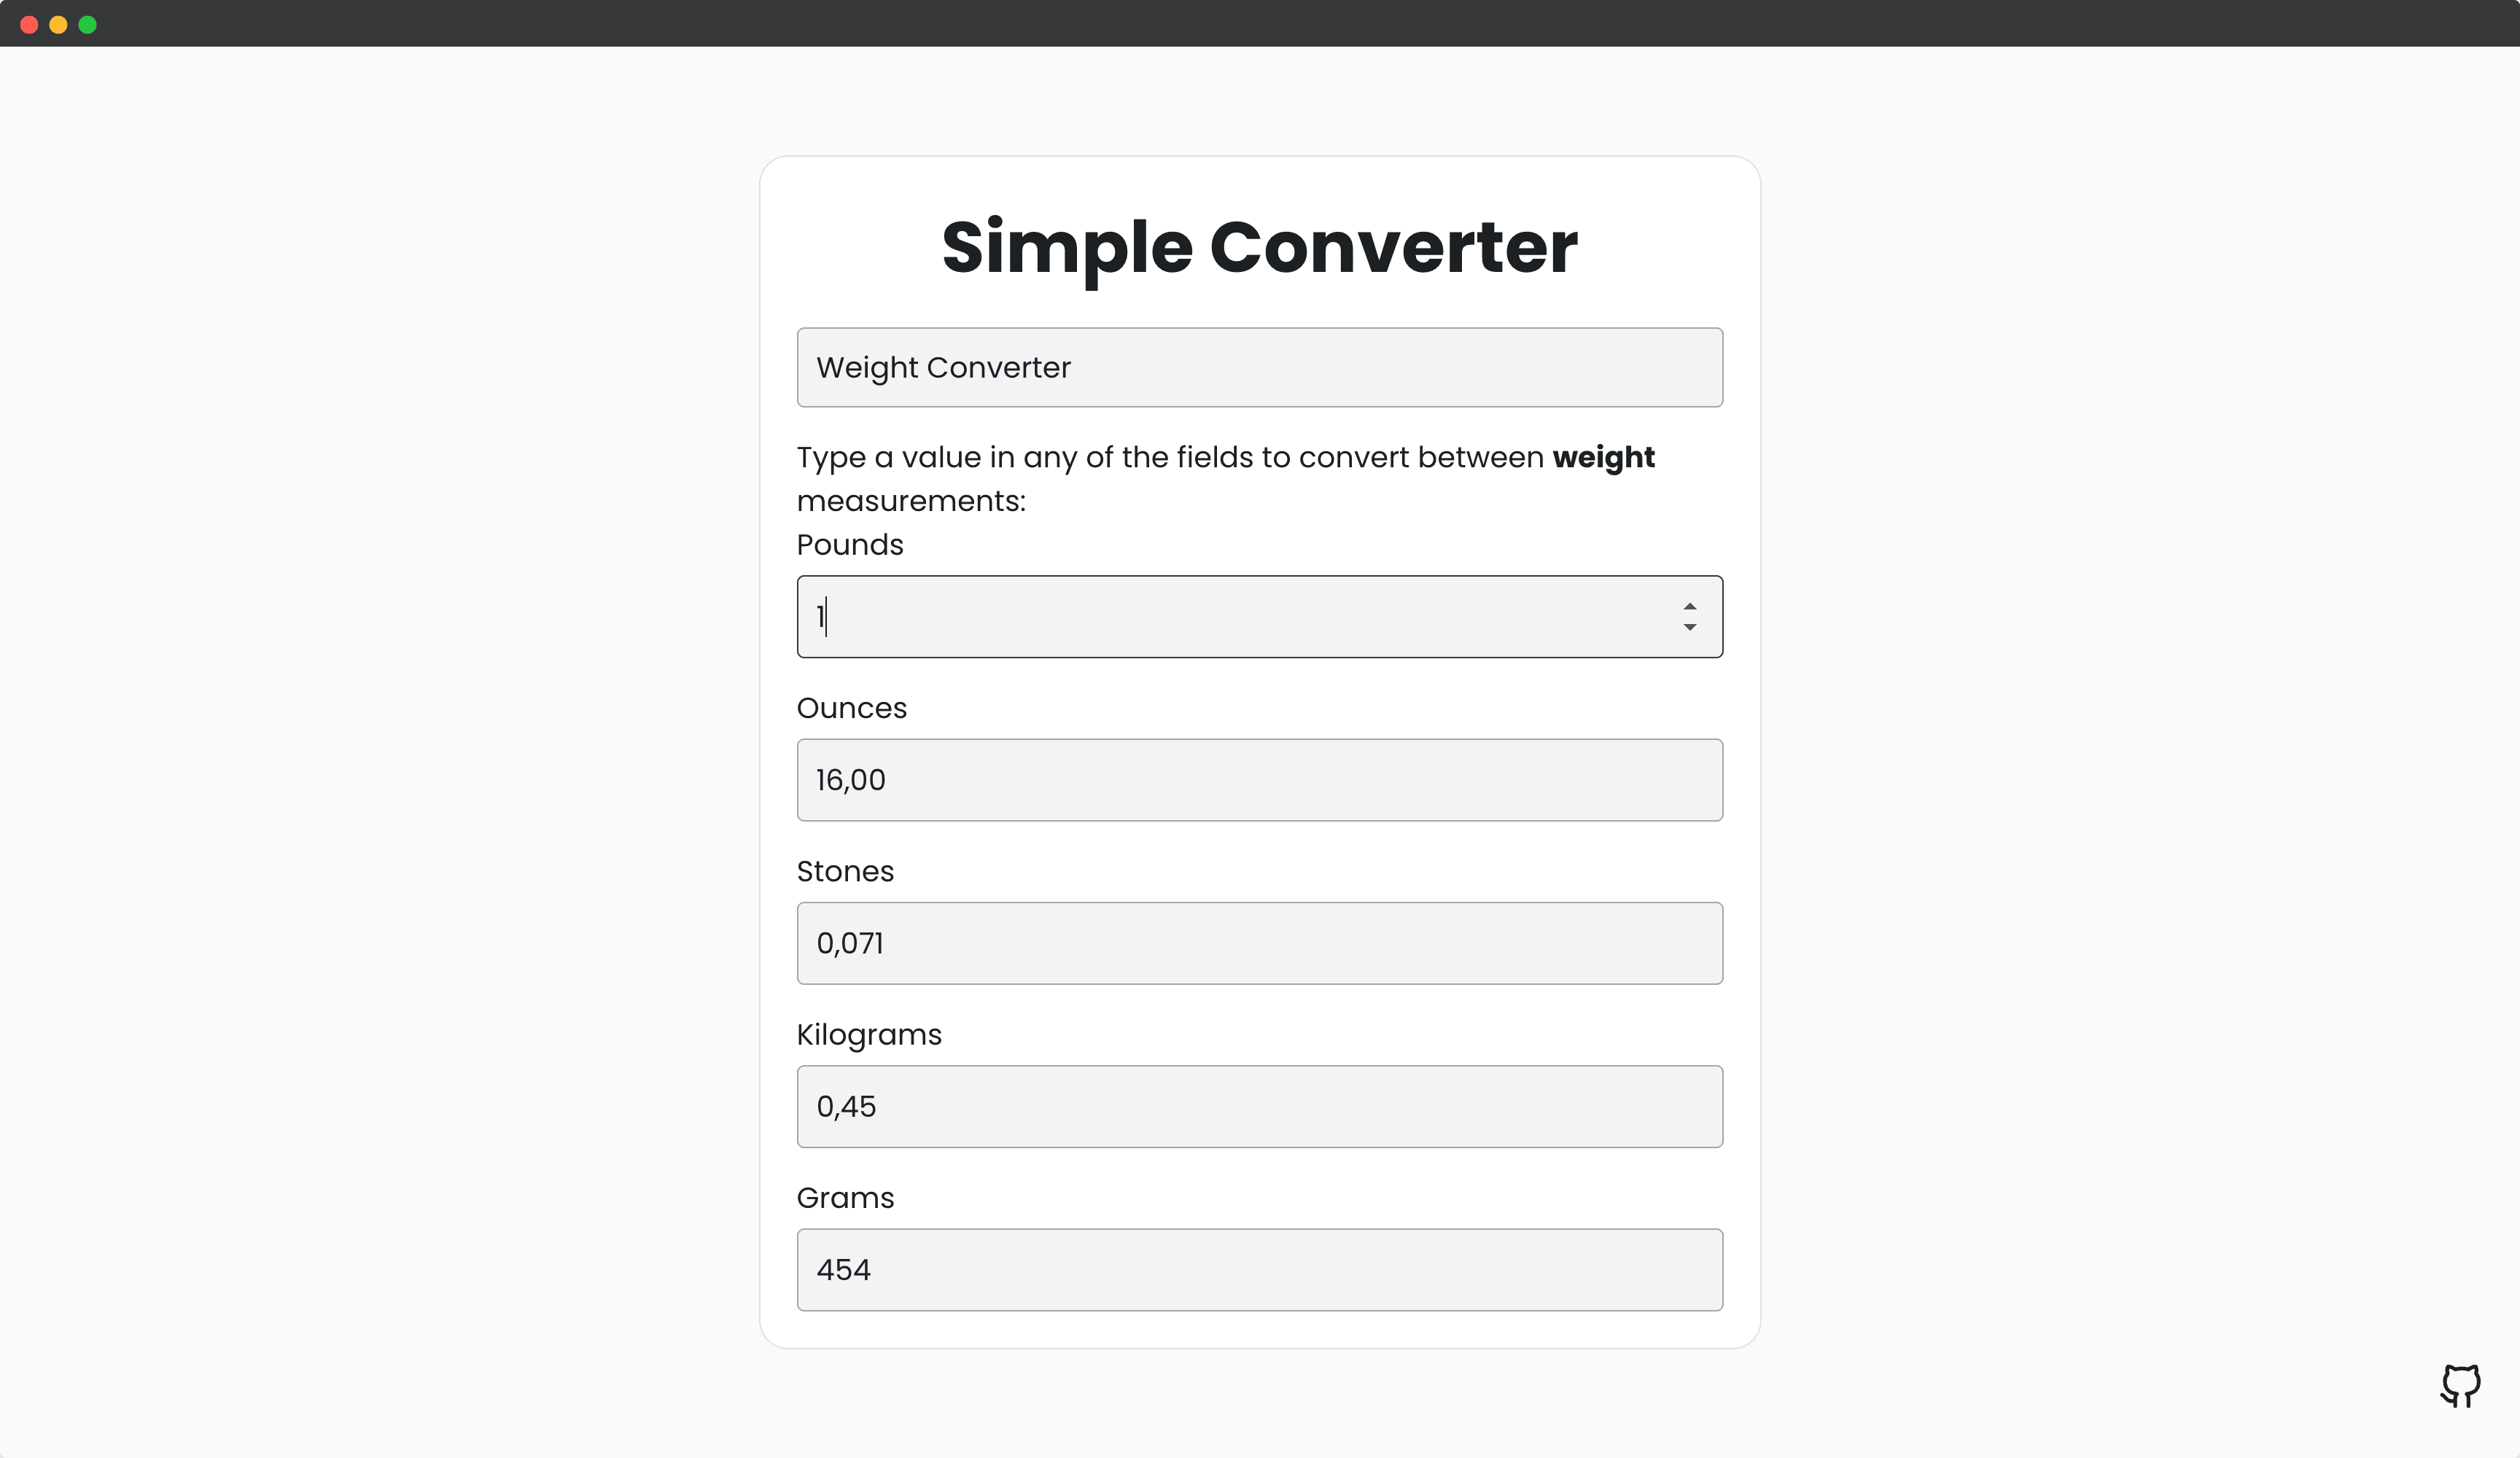 Simple Converter
Weight Converter
Type a value in any of the fields to convert between weight
measurements:
Pounds
1
Ounces
16,00
Stones
0,071
Kilograms
0,45
Grams
454